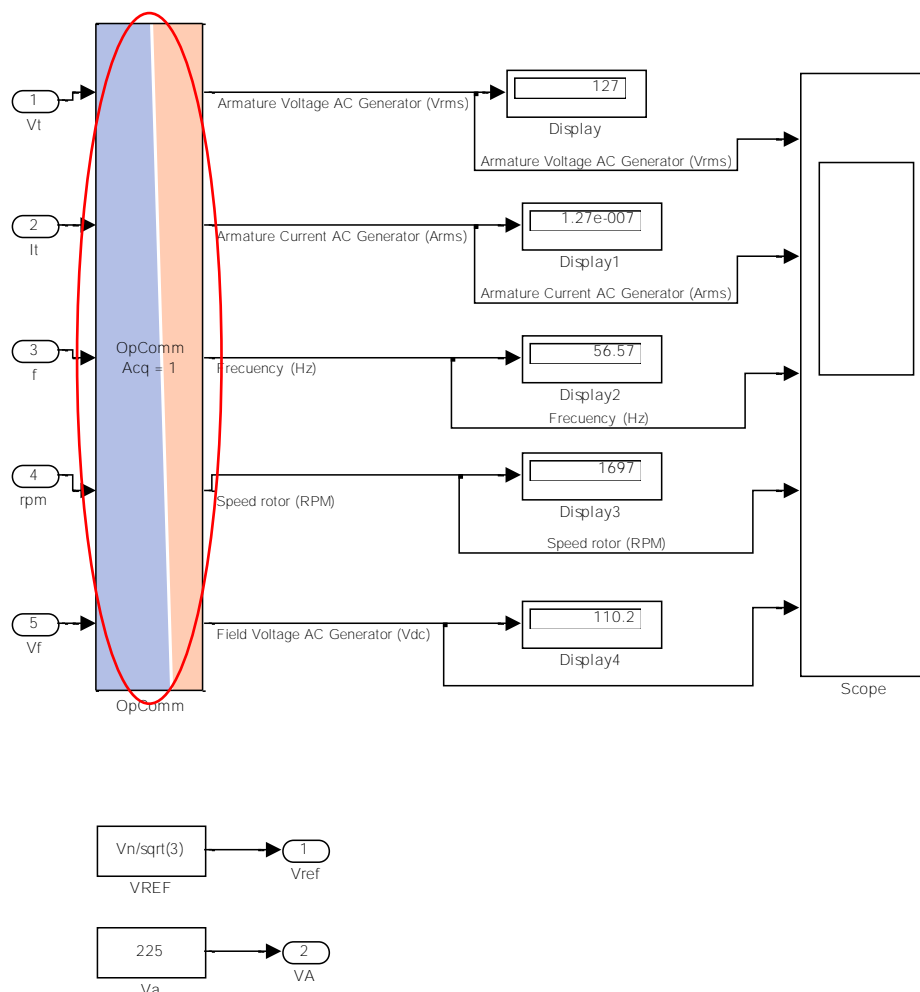 1
Vt
Armature Voltage AC Generator (Vrms)
127
Display
Armature Voltage AC Generator (Vrms)
2
It
Armature Current AC Generator (Arms)
1.27e-007
Display1
Armature Current AC Generator (Arms)
3
f
OpComm
Acq = 1
Frecuency (Hz)
56.57
Display2
Frecuency (Hz)
4
rpm
Speed rotor (RPM)
1697
Display3
Speed rotor (RPM)
5
Vf
Field Voltage AC Generator (Vdc)
110.2
Display4
Scope
OpComm
Vn/sqrt(3)
VREF
1
Vref
225
Va
2
VA